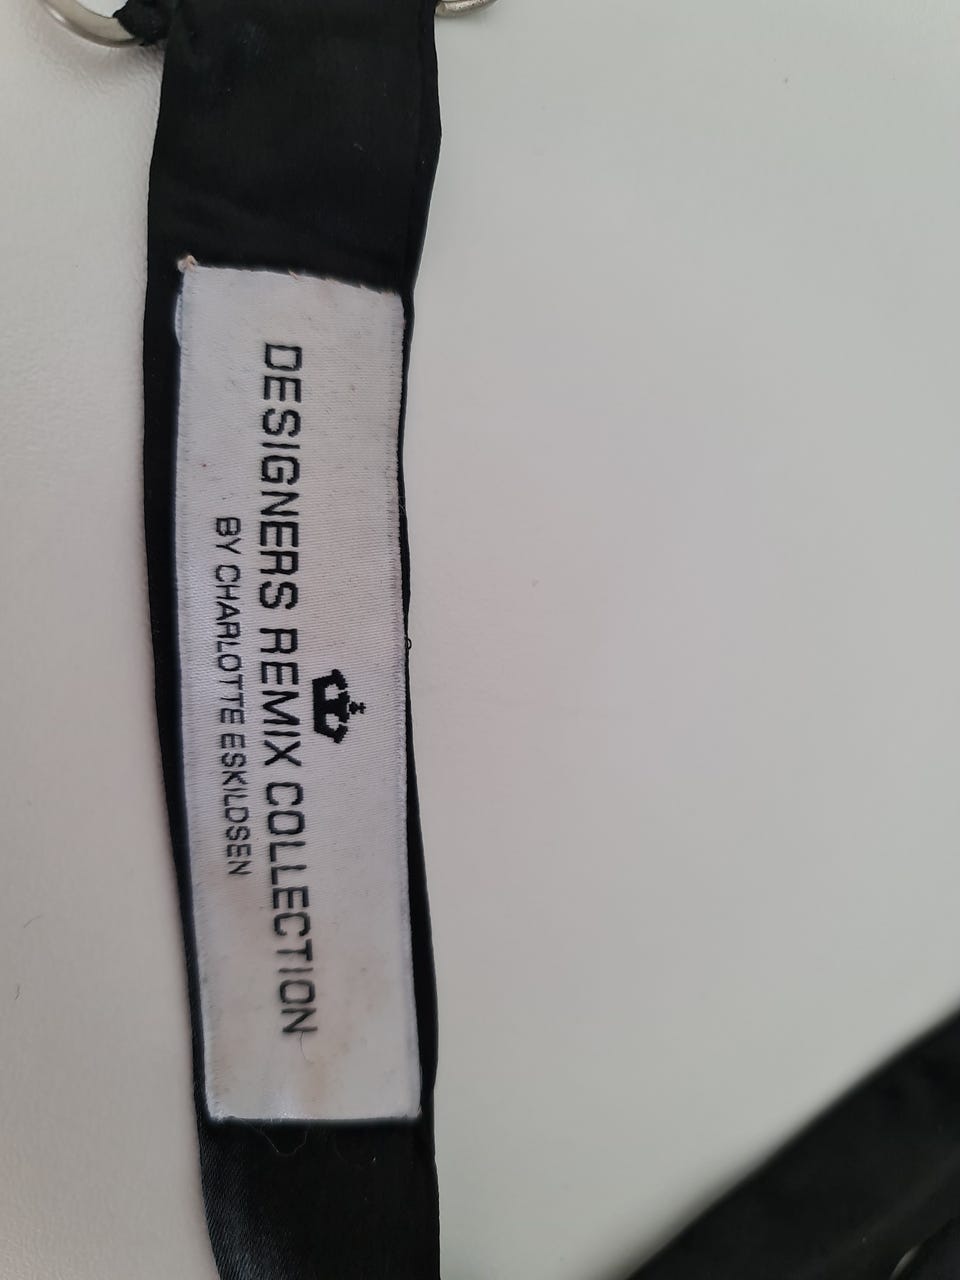 DESIGNERS REMIX COLLECTION
BY CHARLOTTE ESKILDSEN